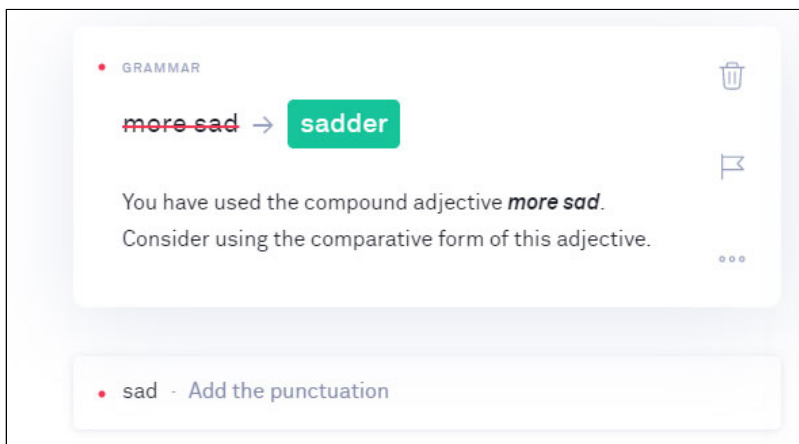 GRAMMAR
more sad → sadder
You have used the compound adjective more sad.
Consider using the comparative form of this adjective.
sad · Add the punctuation